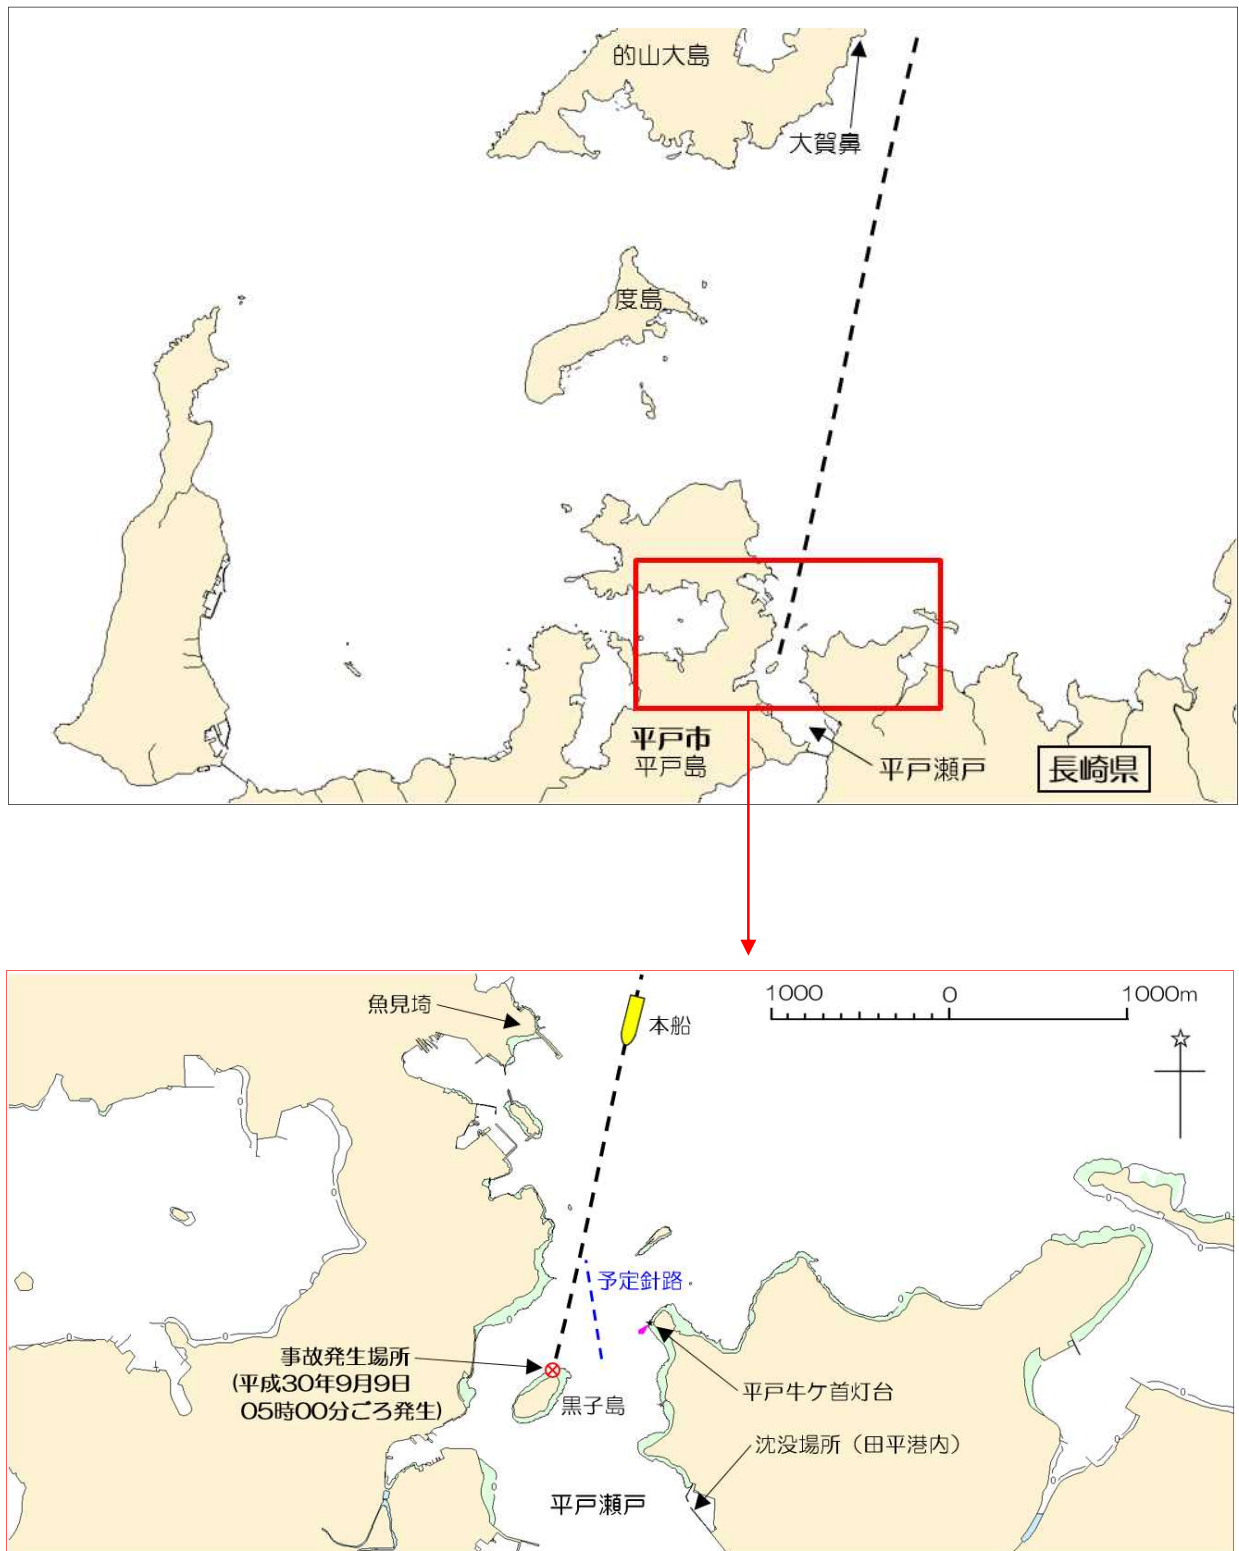 的山大島
大賀鼻
度島
平戸市
平戸島
平戸瀬戸
長崎県
魚見埼
本船
1000 0 1000m
予定針路
事故発生場所
(平成30年9月9日
05時00分ごろ発生)
黒子島
平戸牛ケ首灯台
沈没場所（田平港内）
平戸瀬戸